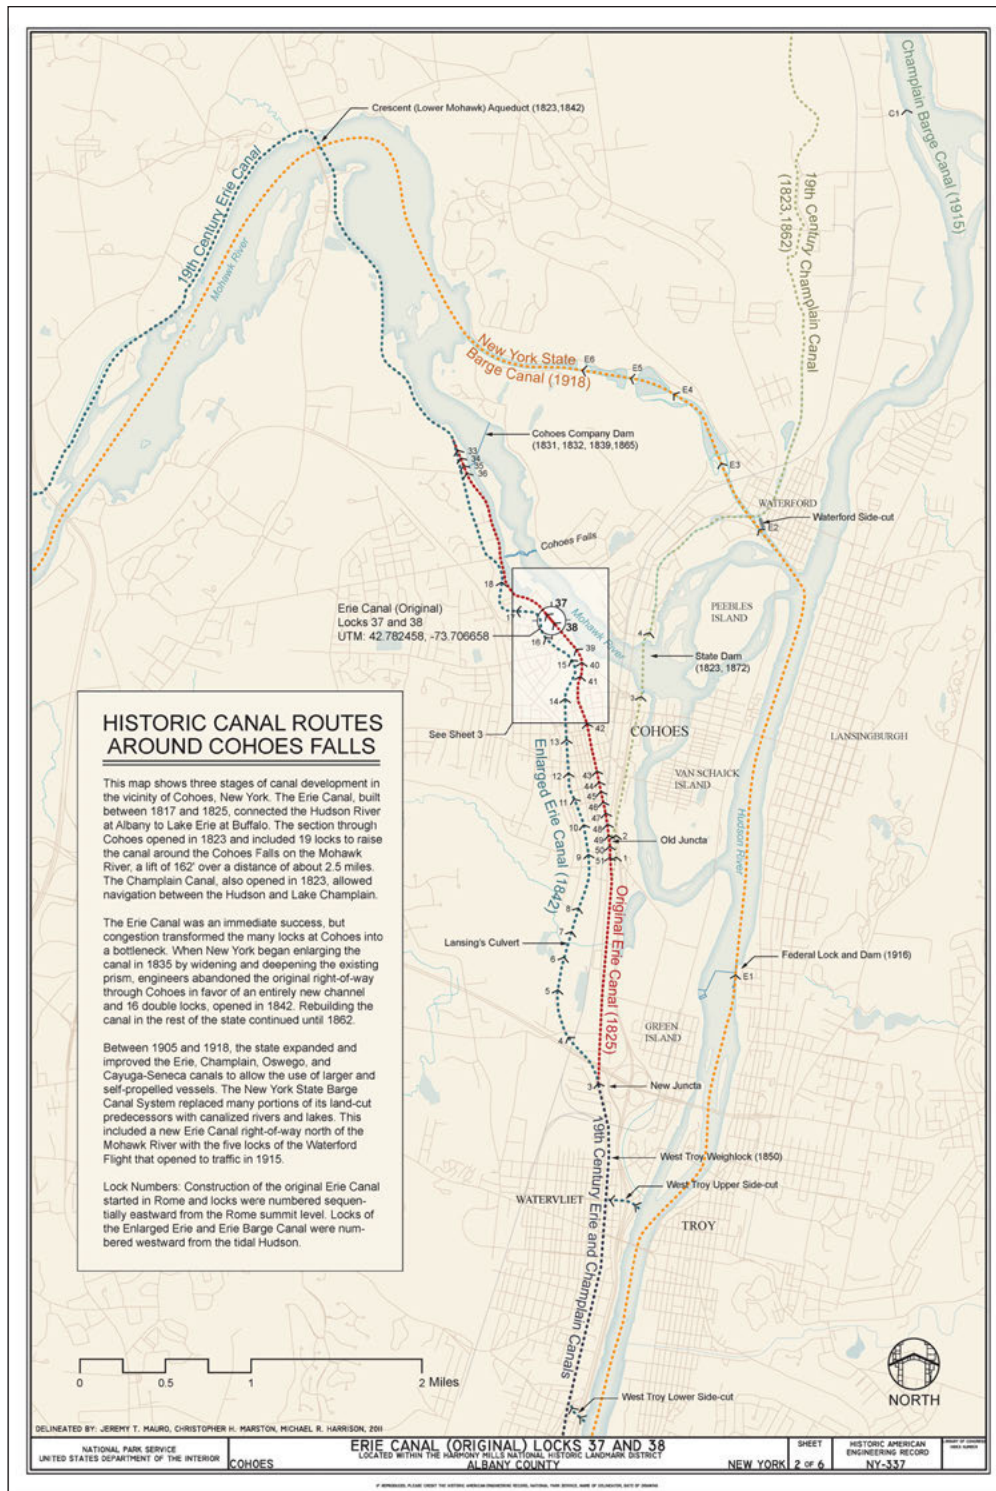 Champlain Barge Canal (1915)
C1
Crescent (Lower Mohawk) Aqueduct (1823,1842)
19th Century Erie Canal
Mohawk River
19th Century Champlain Canal
(1823,1862)
New York State
Barge Canal (1918)
E6
E5
E4
E3
E2
Cohoes Company Dam
(1831, 1832, 1839,1865)
33
34
35
36
WATERFORD
Waterford Side-cut
Cohoes Falls
18
17
37
38
Erie Canal (Original)
Locks 37 and 38
UTM: 42.782458, -73.706658
Mohawk River
PEEBLES
ISLAND
16
39
15
40
41
14
4
State Dam
(1823, 1872)
3
See Sheet 3
42
COHOES
LANSINGBURGH
13
12
11
10
9
8
7
6
5
4
3
Enlarged Erie Canal (1842)
43
44
45
46
47
48
49
50
51
2
1
VAN SCHAICK
ISLAND
Old Juncta
Hudson River
Original Erie Canal (1825)
Lansing's Culvert
Federal Lock and Dam (1916)
E1
GREEN
ISLAND
New Juncta
19th Century Erie and Champlain Canals
West Troy Weighlock (1850)
West Troy Upper Side-cut
WATERVLIET
TROY
West Troy Lower Side-cut
HISTORIC CANAL ROUTES
AROUND COHOES FALLS
This map shows three stages of canal development in
the vicinity of Cohoes, New York. The Erie Canal, built
between 1817 and 1825, connected the Hudson River
at Albany to Lake Erie at Buffalo. The section through
Cohoes opened in 1823 and included 19 locks to raise
the canal around the Cohoes Falls on the Mohawk
River, a lift of 162' over a distance of about 2.5 miles.
The Champlain Canal, also opened in 1823, allowed
navigation between the Hudson and Lake Champlain.
The Erie Canal was an immediate success, but
congestion transformed the many locks at Cohoes into
a bottleneck. When New York began enlarging the
canal in 1835 by widening and deepening the existing
prism, engineers abandoned the original right-of-way
through Cohoes in favor of an entirely new channel
and 16 double locks, opened in 1842. Rebuilding the
canal in the rest of the state continued until 1862.
Between 1905 and 1918, the state expanded and
improved the Erie, Champlain, Oswego, and
Cayuga-Seneca canals to allow the use of larger and
self-propelled vessels. The New York State Barge
Canal System replaced many portions of its land-cut
predecessors with canalized rivers and lakes. This
included a new Erie Canal right-of-way north of the
Mohawk River with the five locks of the Waterford
Flight that opened to traffic in 1915.
Lock Numbers: Construction of the original Erie Canal
started in Rome and locks were numbered sequen-
tially eastward from the Rome summit level. Locks of
the Enlarged Erie and Erie Barge Canal were num-
bered westward from the tidal Hudson.
0 0.5 1 2 Miles
NORTH
DELINEATED BY: JEREMY T. MAURO, CHRISTOPHER H. MARSTON, MICHAEL R. HARRISON, 2011
NATIONAL PARK SERVICE
UNITED STATES DEPARTMENT OF THE INTERIOR
COHOES
ERIE CANAL (ORIGINAL) LOCKS 37 AND 38
LOCATED WITHIN THE HARMONY MILLS NATIONAL HISTORIC LANDMARK DISTRICT
ALBANY COUNTY
NEW YORK
SHEET
2 OF 6
HISTORIC AMERICAN
ENGINEERING RECORD
NY-337
LIBRARY OF CONGRESS
INDEX NUMBER
IF REPRODUCED, PLEASE CREDIT THE HISTORIC AMERICAN ENGINEERING RECORD, NATIONAL PARK SERVICE, NAME OF DELINEATOR, DATE OF DRAWING